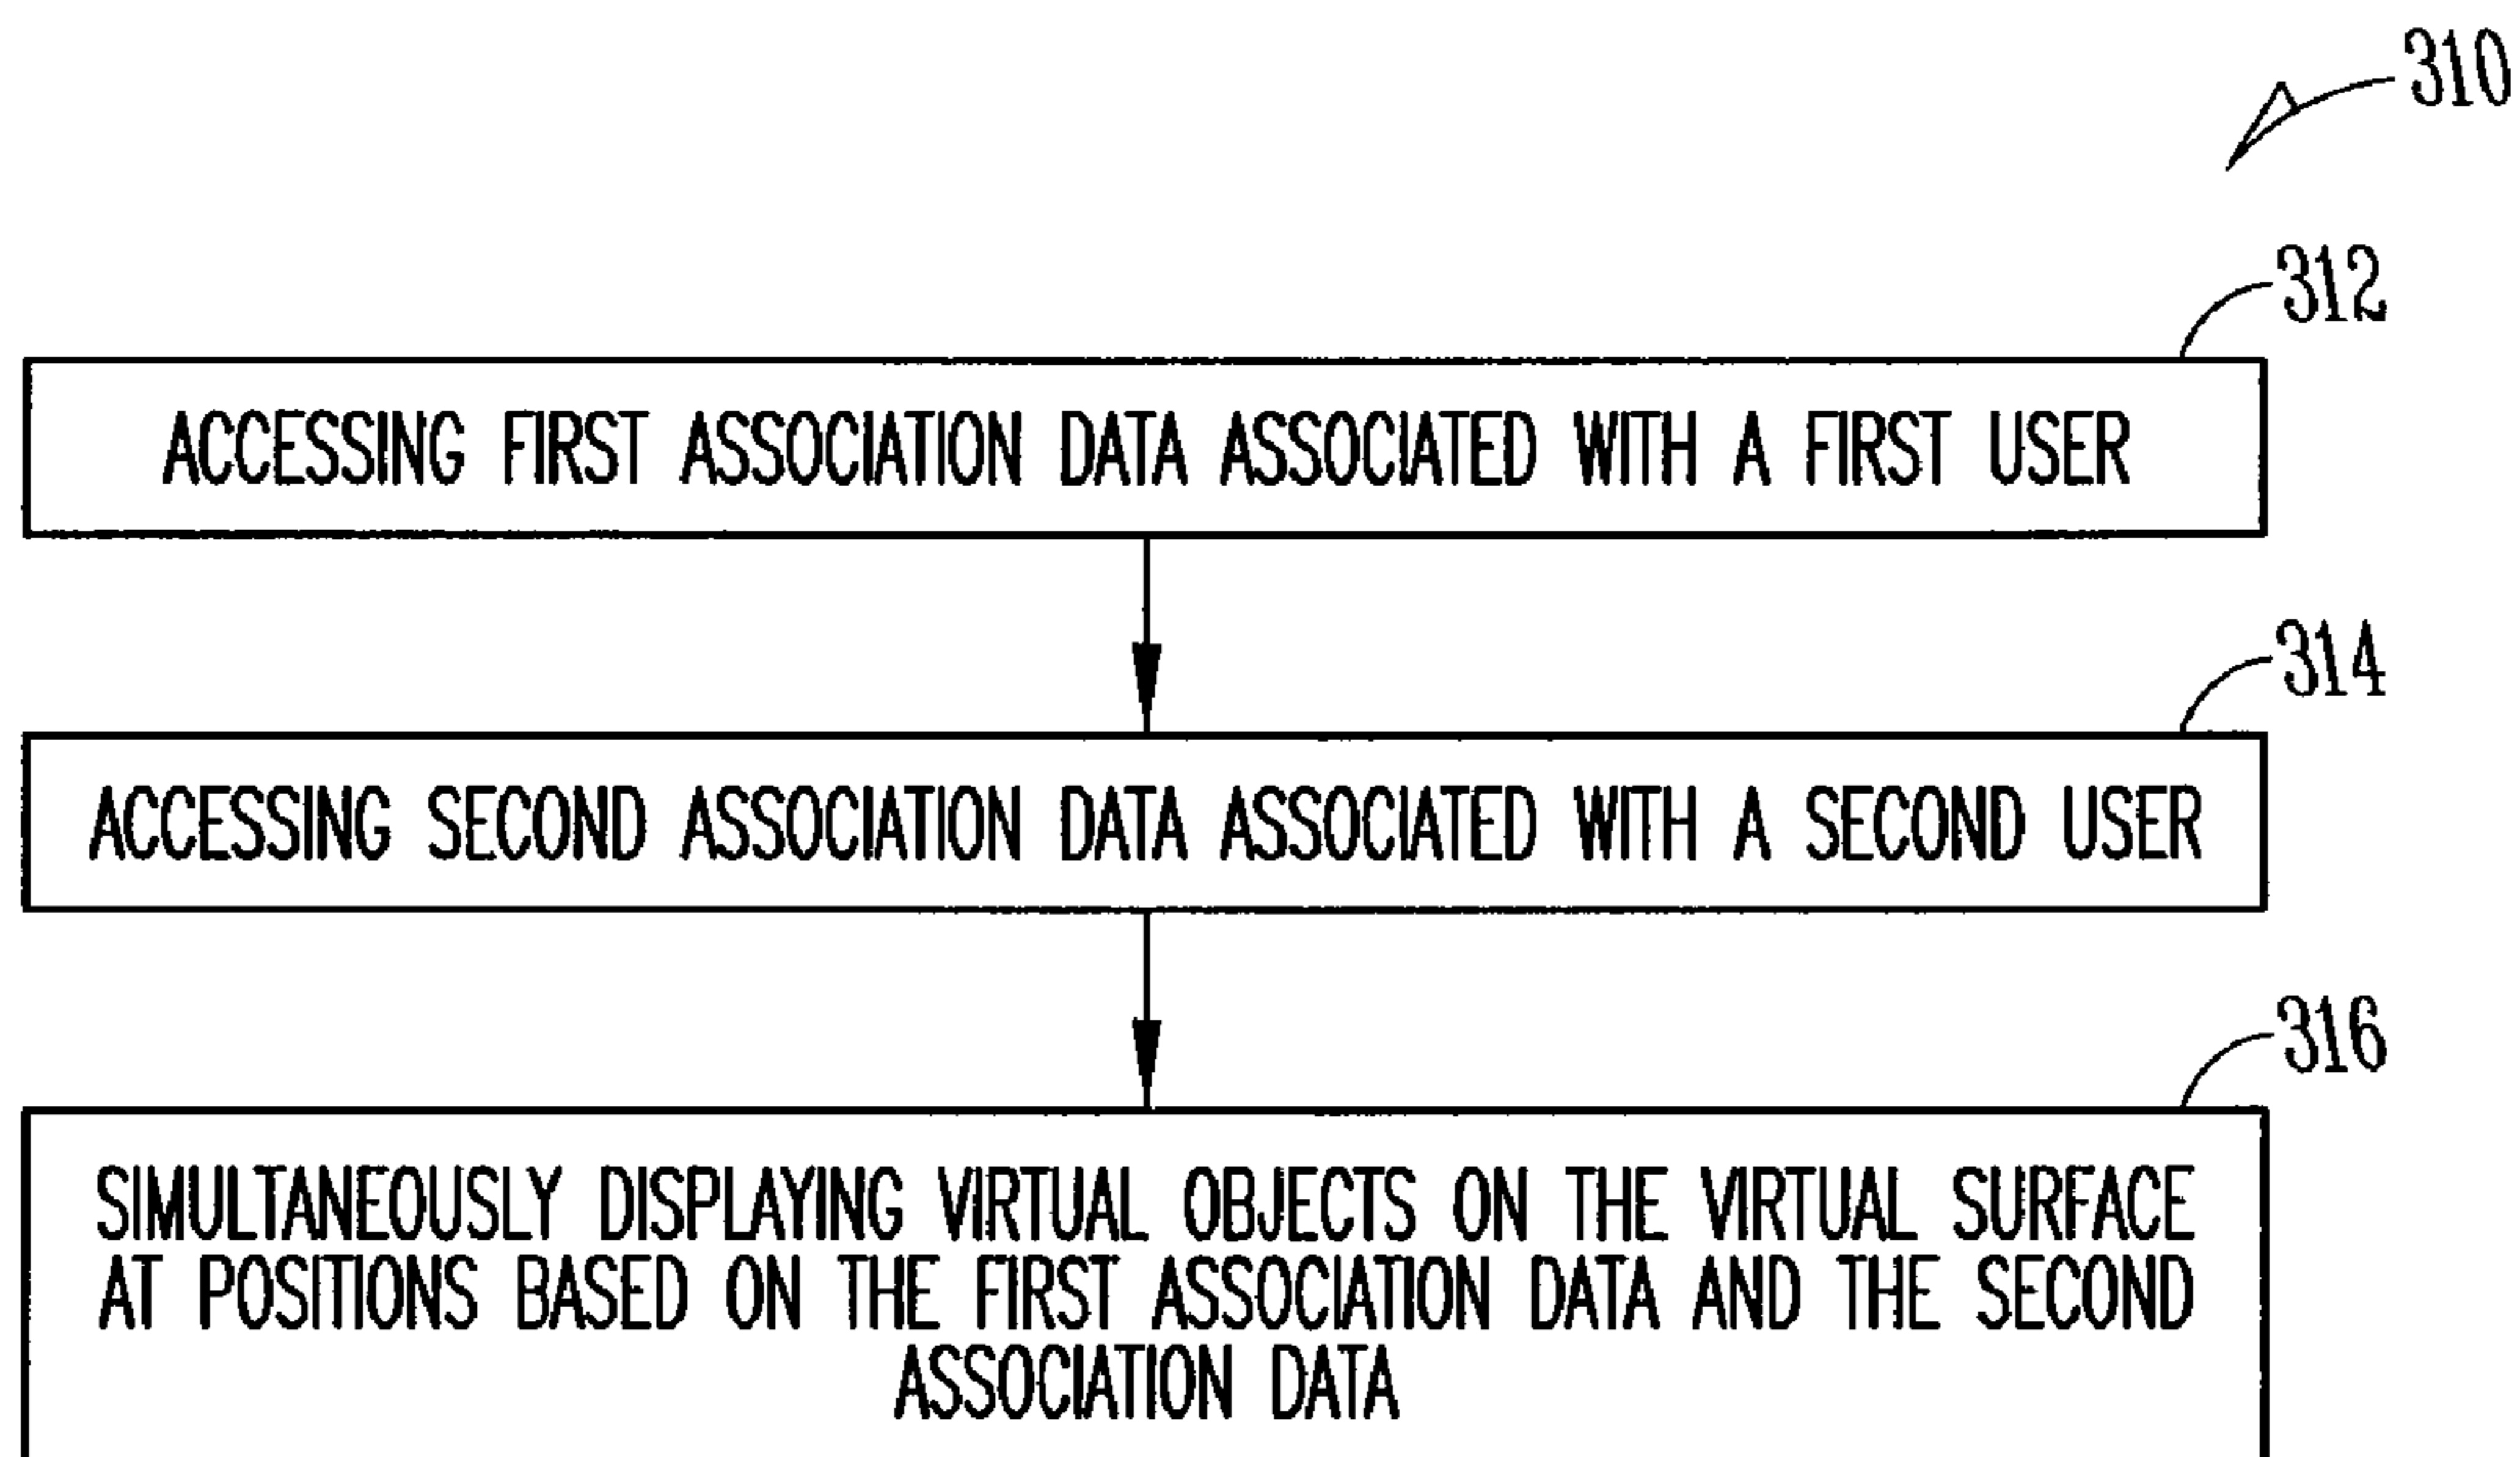 310
312
ACCESSING FIRST ASSOCIATION DATA ASSOCIATED WITH A FIRST USER
314
ACCESSING SECOND ASSOCIATION DATA ASSOCIATED WITH A SECOND USER
316
SIMULTANEOUSLY DISPLAYING VIRTUAL OBJECTS ON THE VIRTUAL SURFACE
AT POSITIONS BASED ON THE FIRST ASSOCIATION DATA AND THE SECOND
ASSOCIATION DATA